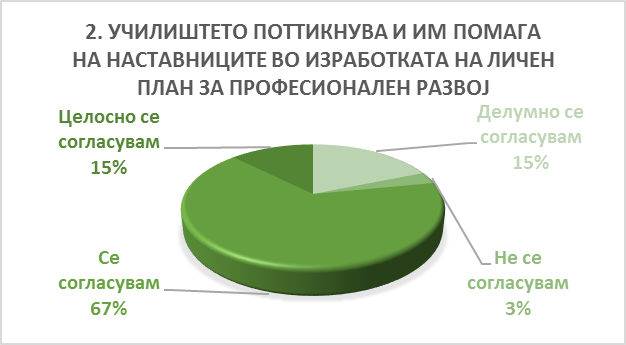 2. УЧИЛИШТЕТО ПОТТИКНУВА И ИМ ПОМАГА
НА НАСТАВНИЦИТЕ ВО ИЗРАБОТКАТА НА ЛИЧЕН
ПЛАН ЗА ПРОФЕСИОНАЛЕН РАЗВОЈ
Целосно се
согласувам
15%
Делумно се
согласувам
15%
Се
согласувам
67%
Не се
согласувам
3%